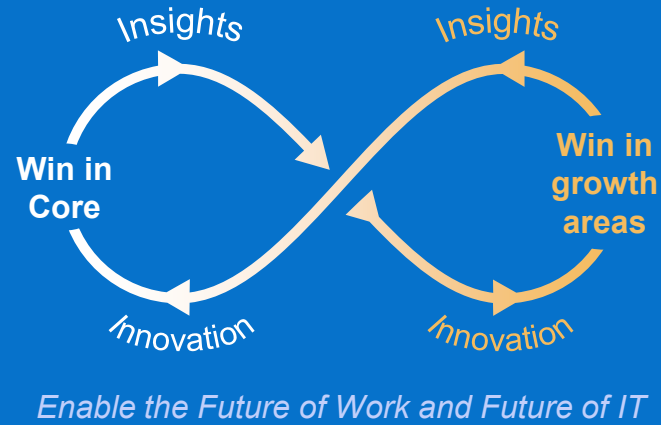 Insights
Insights
Win in
Core
Win in
growth
areas
Innovation
Innovation
Enable the Future of Work and Future of IT